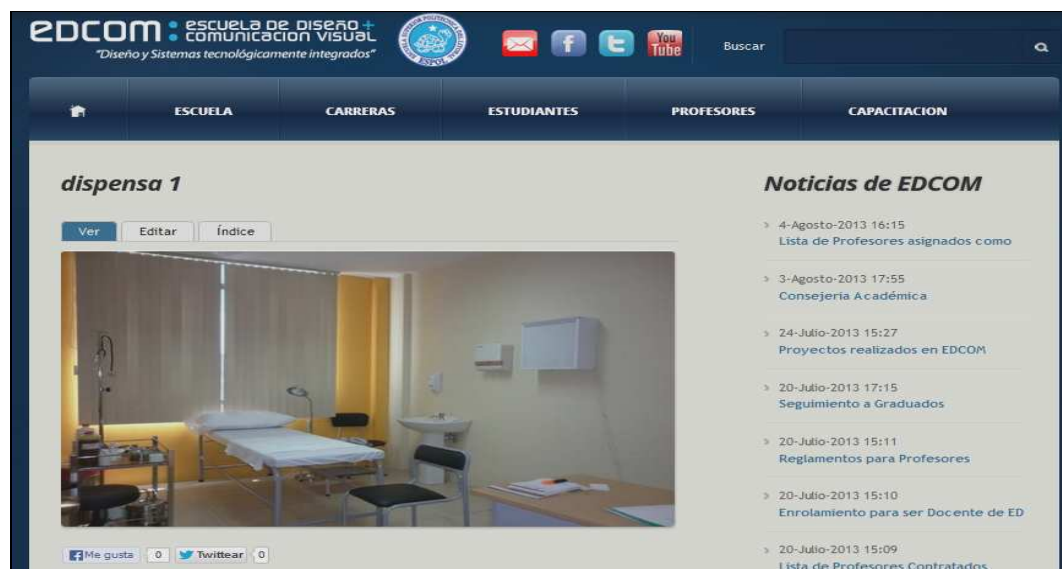 edcom: escuela de diseño +
comunicacion visual
"Diseño y Sistemas tecnológicamente integrados"
ESPOL
You
Tube
Buscar
ESCUELA
CARRERAS
ESTUDIANTES
PROFESORES
CAPACITACION
dispensa 1
Ver
Editar
Índice
Me gusta
0
Twittear
0
Noticias de EDCOM
4-Agosto-2013 16:15
Lista de Profesores asignados como
3-Agosto-2013 17:55
Consejeria Académica
24-Julio-2013 15:27
Proyectos realizados en EDCOM
20-Julio-2013 17:15
Seguimiento a Graduados
20-Julio-2013 15:11
Reglamentos para Profesores
20-Julio-2013 15:10
Enrolamiento para ser Docente de ED
20-Julio-2013 15:09
Lista de Profesores Contratados